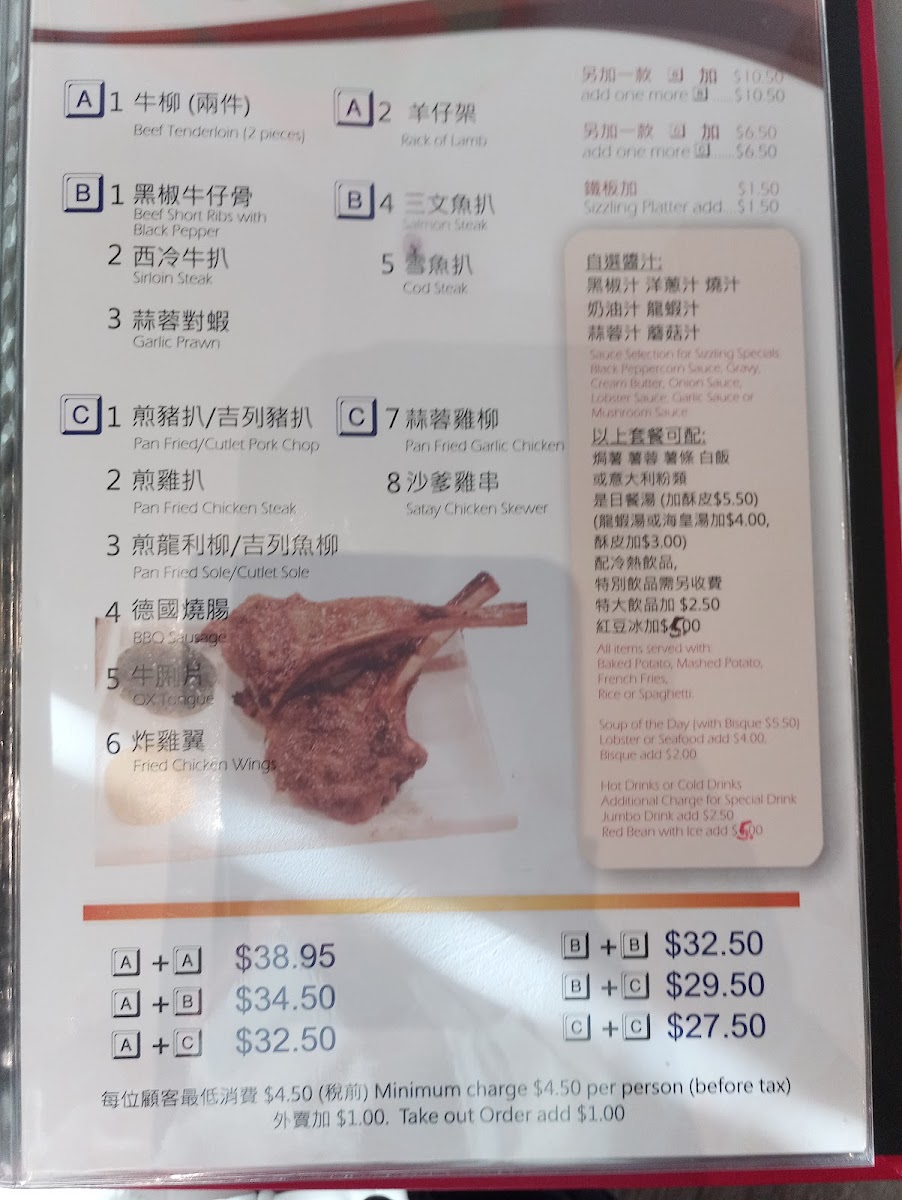 A 1 牛柳 (兩件)
Beef Tenderloin (2 pieces)
A 2 羊仔架
Rack of Lamb
另加一款 B 加 $10.50
add one more B $10.50
另加一款 C 加 $6.50
add one more C $6.50
鐵板加 $1.50
Sizzling Platter add $1.50
B 1 黑椒牛仔骨
Beef Short Ribs with
Black Pepper
2 西冷牛扒
Sirloin Steak
3 蒜蓉對蝦
Garlic Prawn
B 4 三文魚扒
Salmon Steak
5 雪魚扒
Cod Steak
C 1 煎豬扒/吉列豬扒
Pan Fried/Cutlet Pork Chop
2 煎雞扒
Pan Fried Chicken Steak
3 煎龍利柳/吉列魚柳
Pan Fried Sole/Cutlet Sole
4 德國燒腸
BBQ Sausage
5 牛脷片
OX Tongue
6 炸雞翼
Fried Chicken Wings
C 7 蒜蓉雞柳
Pan Fried Garlic Chicken
8 沙爹雞串
Satay Chicken Skewer
自選醬汁:
黑椒汁 洋蔥汁 燒汁
奶油汁 龍蝦汁
蒜蓉汁 蘑菇汁
Sauce Selection for Sizzling Specials
Black Peppercorn Sauce, Gravy,
Cream Butter, Onion Sauce,
Lobster Sauce, Garlic Sauce or
Mushroom Sauce
以上套餐可配:
焗薯 薯蓉 薯條 白飯
或意大利粉類
是日餐湯 (加酥皮$5.50)
(龍蝦湯或海皇湯加$4.00,
酥皮加$3.00)
配冷熱飲品,
特別飲品需另收費
特大飲品加 $2.50
紅豆冰加$5.00
All items served with
Baked Potato, Mashed Potato,
French Fries,
Rice or Spaghetti.
Soup of the Day (with Bisque $5.50)
Lobster or Seafood add $4.00,
Bisque add $2.00
Hot Drinks or Cold Drinks
Additional Charge for Special Drink
Jumbo Drink add $2.50
Red Bean with Ice add $5.00
A + A $38.95
A + B $34.50
A + C $32.50
B + B $32.50
B + C $29.50
C + C $27.50
每位顧客最低消費 $4.50 (稅前) Minimum charge $4.50 per person (before tax)
外賣加 $1.00. Take out Order add $1.00